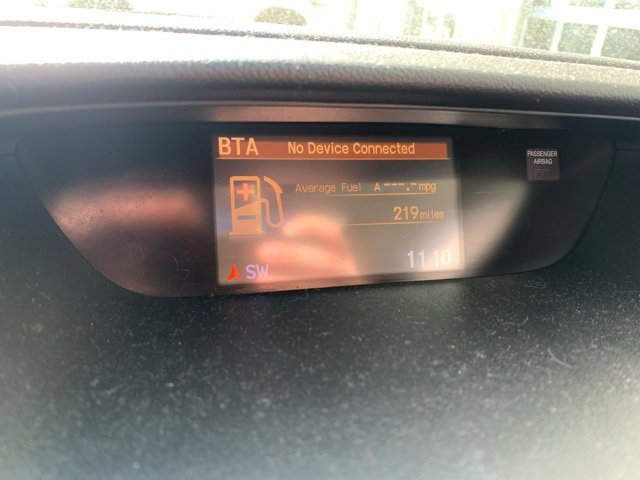 BTA No Device Connected
PASSENGER
AIRBAG
Average Fuel A ---.- mpg
219 miles
SW 11:10